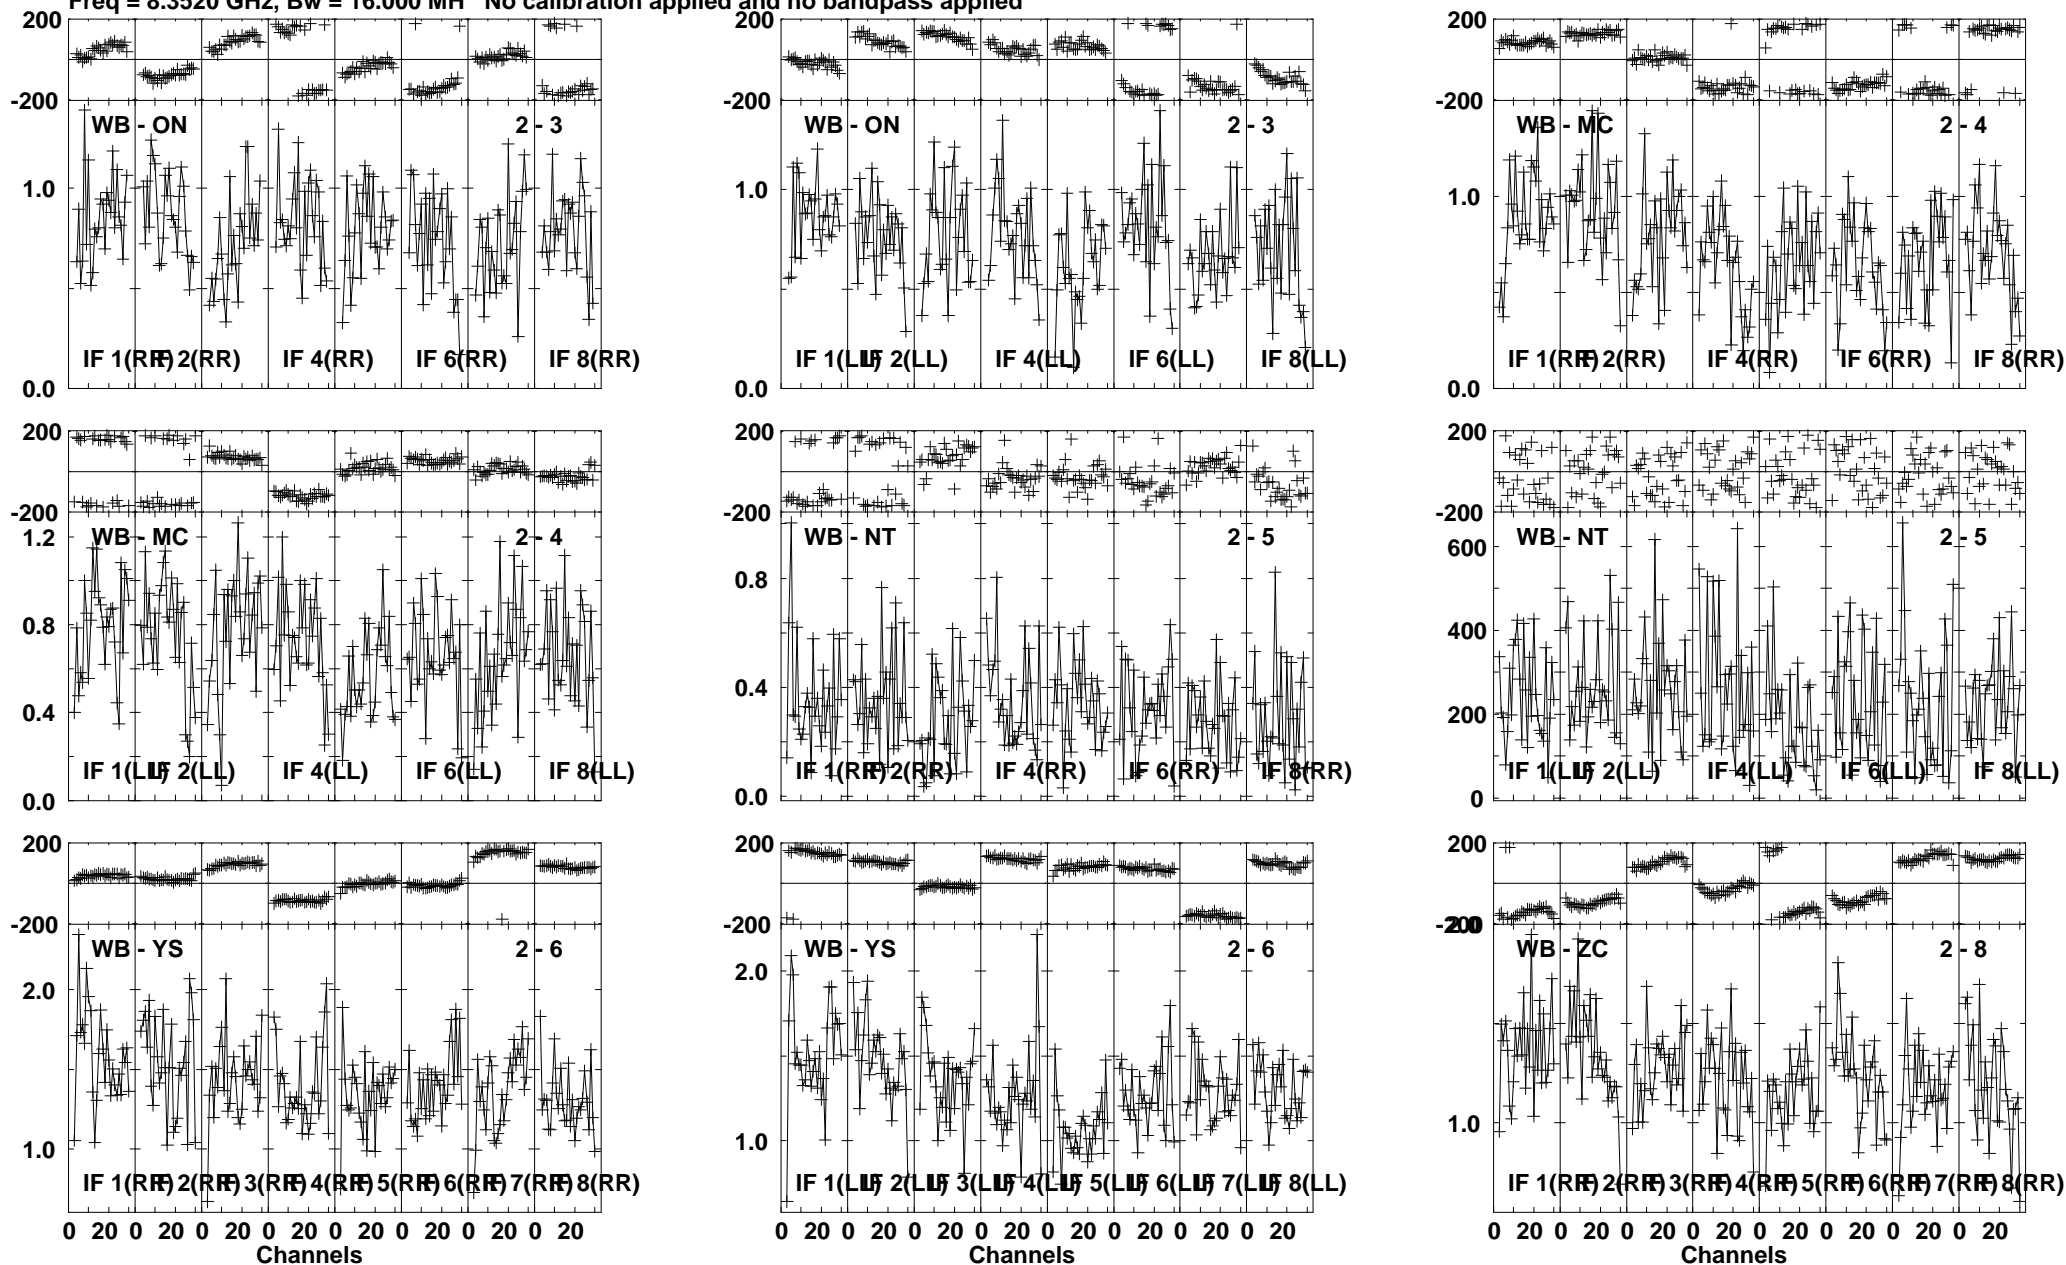 Freq = 8.3520 GHz, Bw = 16.000 MH No calibration applied and no bandpass applied
200 200 200
-200 -200 -200
WB - ON 2 - 3 WB - ON 2 - 3 WB - MC 2 - 4
1.0 1.0 1.0
IF 1(RR) IF 2(RR) IF 4(RR) IF 6(RR) IF 8(RR) IF 1(LL) IF 2(LL) IF 4(LL) IF 6(LL) IF 8(LL) IF 1(RR) IF 2(RR) IF 4(RR) IF 6(RR) IF 8(RR)
0.0 0.0 0.0
200 200 200
-200 -200 -200
WB - MC 2 - 4 WB - NT 2 - 5 WB - NT 2 - 5
1.2 600
0.8 400
0.8
0.4 0.4 200
IF 1(LL) IF 2(LL) IF 4(LL) IF 6(LL) IF 8(LL) IF 1(RR) IF 2(RR) IF 4(RR) IF 6(RR) IF 8(RR) IF 1(LL) IF 2(LL) IF 4(LL) IF 6(LL) IF 8(LL)
0.0 0.0 0
200 200 200
-200 -200 -200 2.0
WB - YS 2 - 6 WB - YS 2 - 6 WB - ZC 2 - 8
2.0 2.0
1.0 1.0 1.0
IF 1(RR) IF 2(RR) IF 3(RR) IF 4(RR) IF 5(RR) IF 6(RR) IF 7(RR) IF 8(RR) IF 1(LL) IF 2(LL) IF 3(LL) IF 4(LL) IF 5(LL) IF 6(LL) IF 7(LL) IF 8(LL) IF 1(RR) IF 2(RR) IF 3(RR) IF 4(RR) IF 5(RR) IF 6(RR) IF 7(RR) IF 8(RR)
0 20 0 20 0 20 0 20 0 20 0 20 0 20 0 20 0 20 0 20 0 20 0 20 0 20 0 20 0 20 0 20 0 20 0 20 0 20 0 20 0 20 0 20 0 20 0 20
Channels Channels Channels